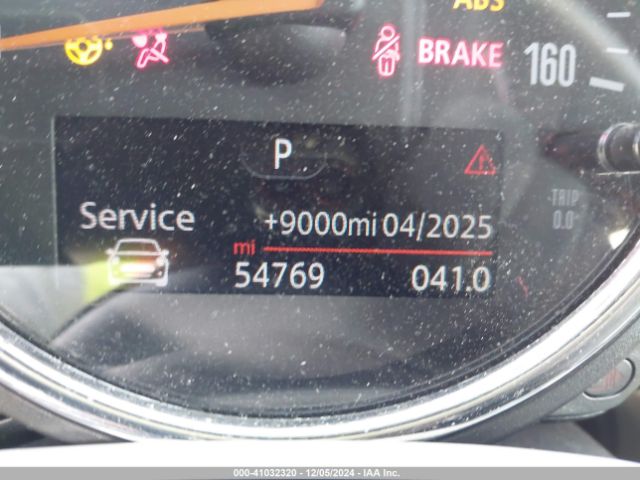 ABS
BRAKE
160
P
TRIP
0.0
Service +9000mi 04/2025
mi
54769 041.0
000-41032320 | 12/05/2024 - IAA Inc.